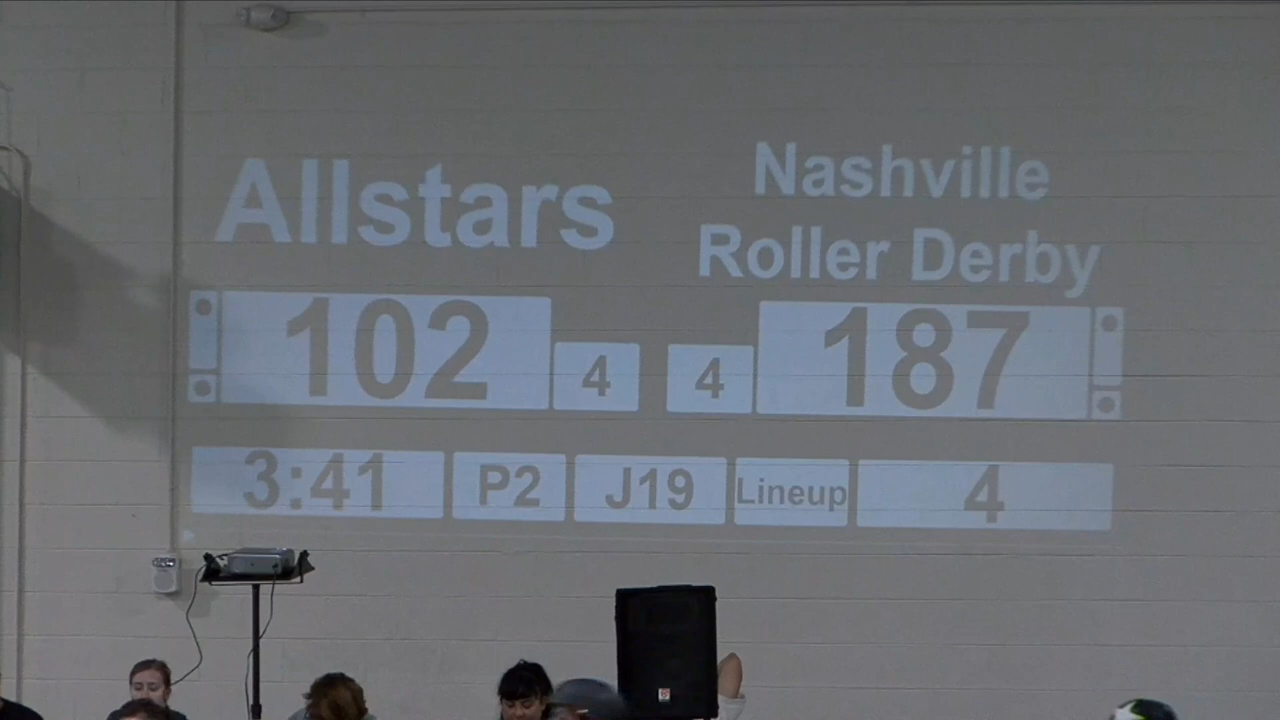 Allstars
Nashville
Roller Derby
102
4
4
187
3:41
P2
J19
Lineup
4